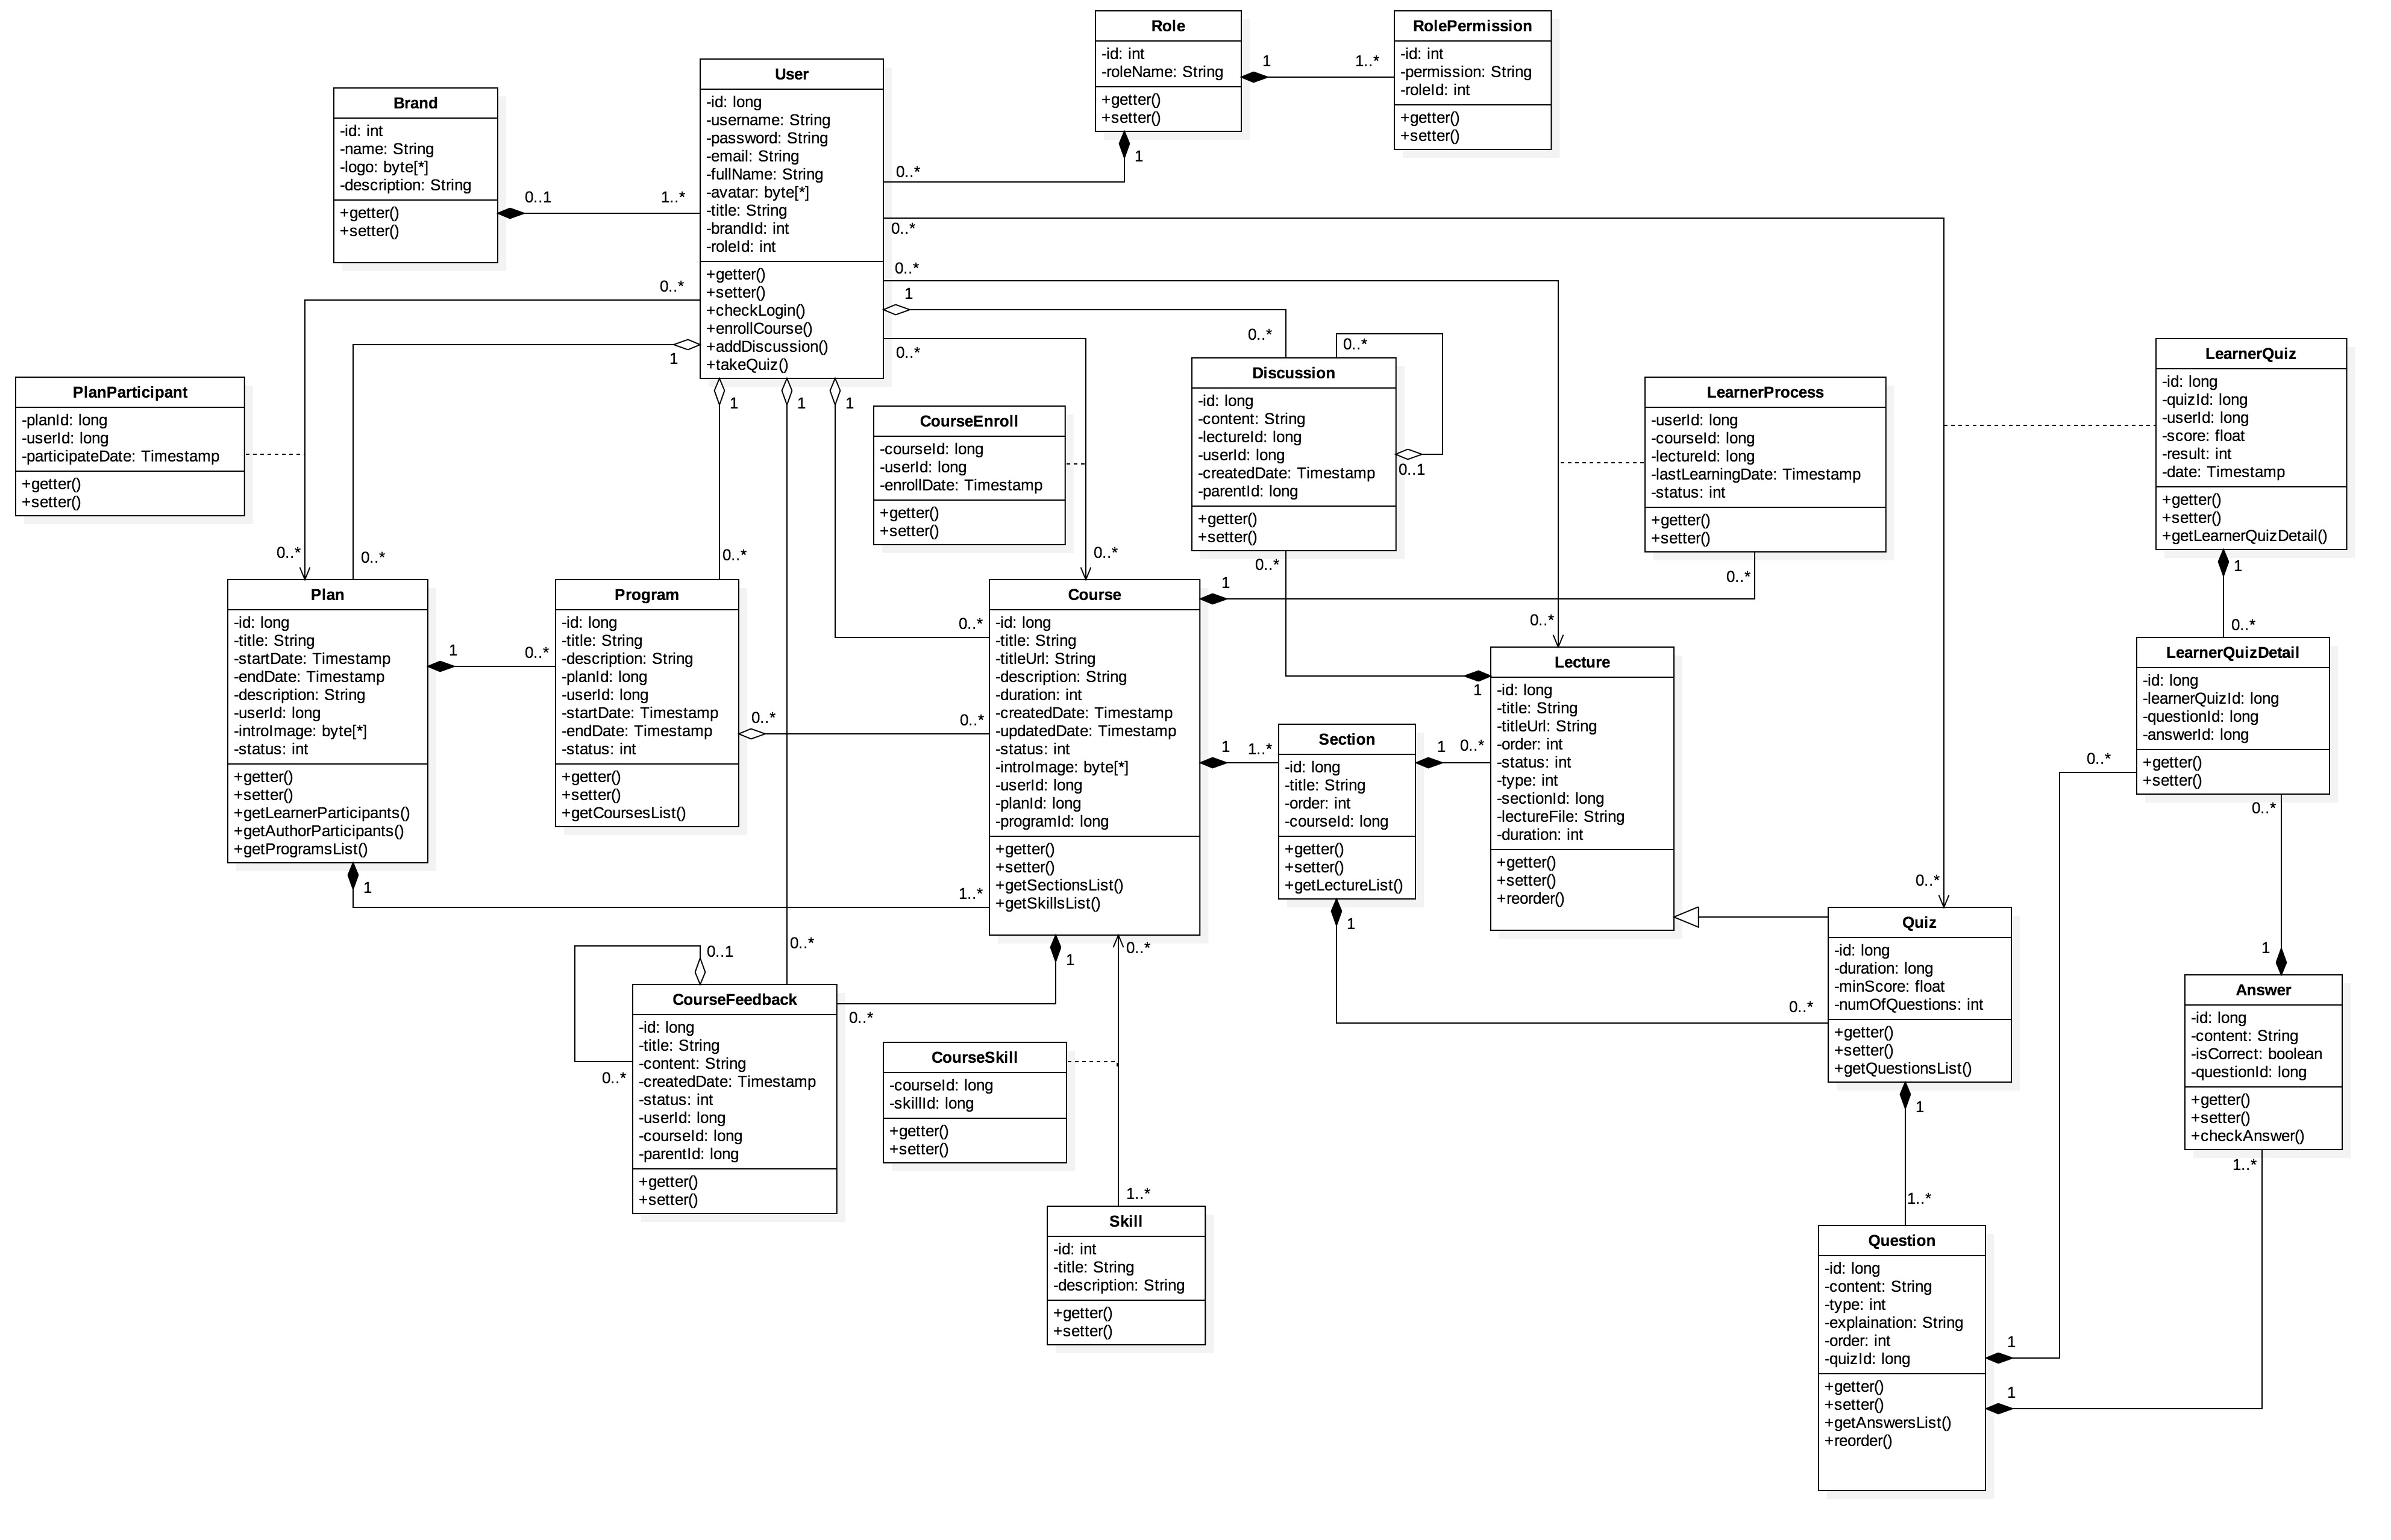 Role
-id: int
-roleName: String
+getter()
+setter()
1
1
1..*
RolePermission
-id: int
-permission: String
-roleId: int
+getter()
+setter()
User
-id: long
-username: String
-password: String
-email: String
-fullName: String
-avatar: byte[*]
-title: String
-brandId: int
-roleId: int
+getter()
+setter()
+checkLogin()
+enrollCourse()
+addDiscussion()
+takeQuiz()
Brand
-id: int
-name: String
-logo: byte[*]
-description: String
+getter()
+setter()
0..1
1..*
0..*
0..*
0..*
0..*
1
0..*
0..*
1
1
1
1
PlanParticipant
-planId: long
-userId: long
-participateDate: Timestamp
+getter()
+setter()
CourseEnroll
-courseId: long
-userId: long
-enrollDate: Timestamp
+getter()
+setter()
0..*
Discussion
-id: long
-content: String
-lectureId: long
-userId: long
-createdDate: Timestamp
-parentId: long
+getter()
+setter()
0..*
0..1
0..*
LearnerProcess
-userId: long
-courseId: long
-lectureId: long
-lastLearningDate: Timestamp
-status: int
+getter()
+setter()
0..*
LearnerQuiz
-id: long
-quizId: long
-userId: long
-score: float
-result: int
-date: Timestamp
+getter()
+setter()
+getLearnerQuizDetail()
1
0..*
0..*
0..*
Plan
-id: long
-title: String
-startDate: Timestamp
-endDate: Timestamp
-description: String
-userId: long
-introImage: byte[*]
-status: int
+getter()
+setter()
+getLearnerParticipants()
+getAuthorParticipants()
+getProgramsList()
1
0..*
1
0..*
Program
-id: long
-title: String
-description: String
-planId: long
-userId: long
-startDate: Timestamp
-endDate: Timestamp
-status: int
+getter()
+setter()
+getCoursesList()
0..*
0..*
0..*
1..*
0..*
Course
-id: long
-title: String
-titleUrl: String
-description: String
-duration: int
-createdDate: Timestamp
-updatedDate: Timestamp
-status: int
-introImage: byte[*]
-userId: long
-planId: long
-programId: long
+getter()
+setter()
+getSectionsList()
+getSkillsList()
1
1
1..*
1
0..*
Section
-id: long
-title: String
-order: int
-courseId: long
+getter()
+setter()
+getLectureList()
1
0..*
1
0..*
1
Lecture
-id: long
-title: String
-titleUrl: String
-order: int
-status: int
-type: int
-sectionId: long
-lectureFile: String
-duration: int
+getter()
+setter()
+reorder()
LearnerQuizDetail
-id: long
-learnerQuizId: long
-questionId: long
-answerId: long
+getter()
+setter()
0..*
0..*
0..*
0..*
Quiz
-id: long
-duration: long
-minScore: float
-numOfQuestions: int
+getter()
+setter()
+getQuestionsList()
1
1..*
1
Answer
-id: long
-content: String
-isCorrect: boolean
-questionId: long
+getter()
+setter()
+checkAnswer()
1..*
0..*
0..1
0..*
0..*
CourseFeedback
-id: long
-title: String
-content: String
-createdDate: Timestamp
-status: int
-userId: long
-courseId: long
-parentId: long
+getter()
+setter()
CourseSkill
-courseId: long
-skillId: long
+getter()
+setter()
1..*
Skill
-id: int
-title: String
-description: String
+getter()
+setter()
Question
-id: long
-content: String
-type: int
-explaination: String
-order: int
-quizId: long
+getter()
+setter()
+getAnswersList()
+reorder()
1
1